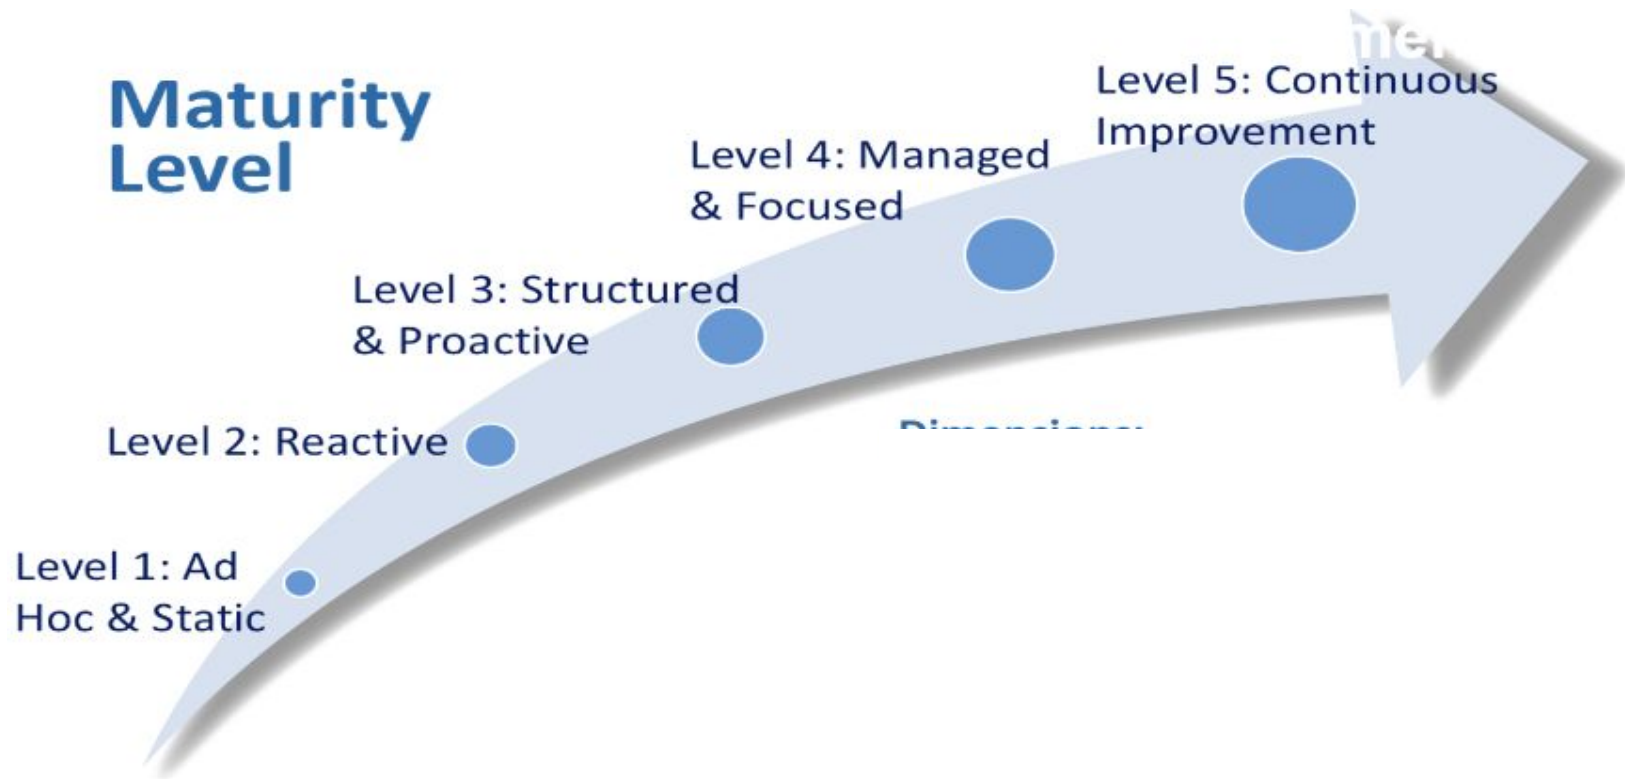 Maturity
Level
Level 5: Continuous
Improvement
Level 4: Managed
& Focused
Level 3: Structured
& Proactive
Dimensions:
Level 2: Reactive
Level 1: Ad
Hoc & Static